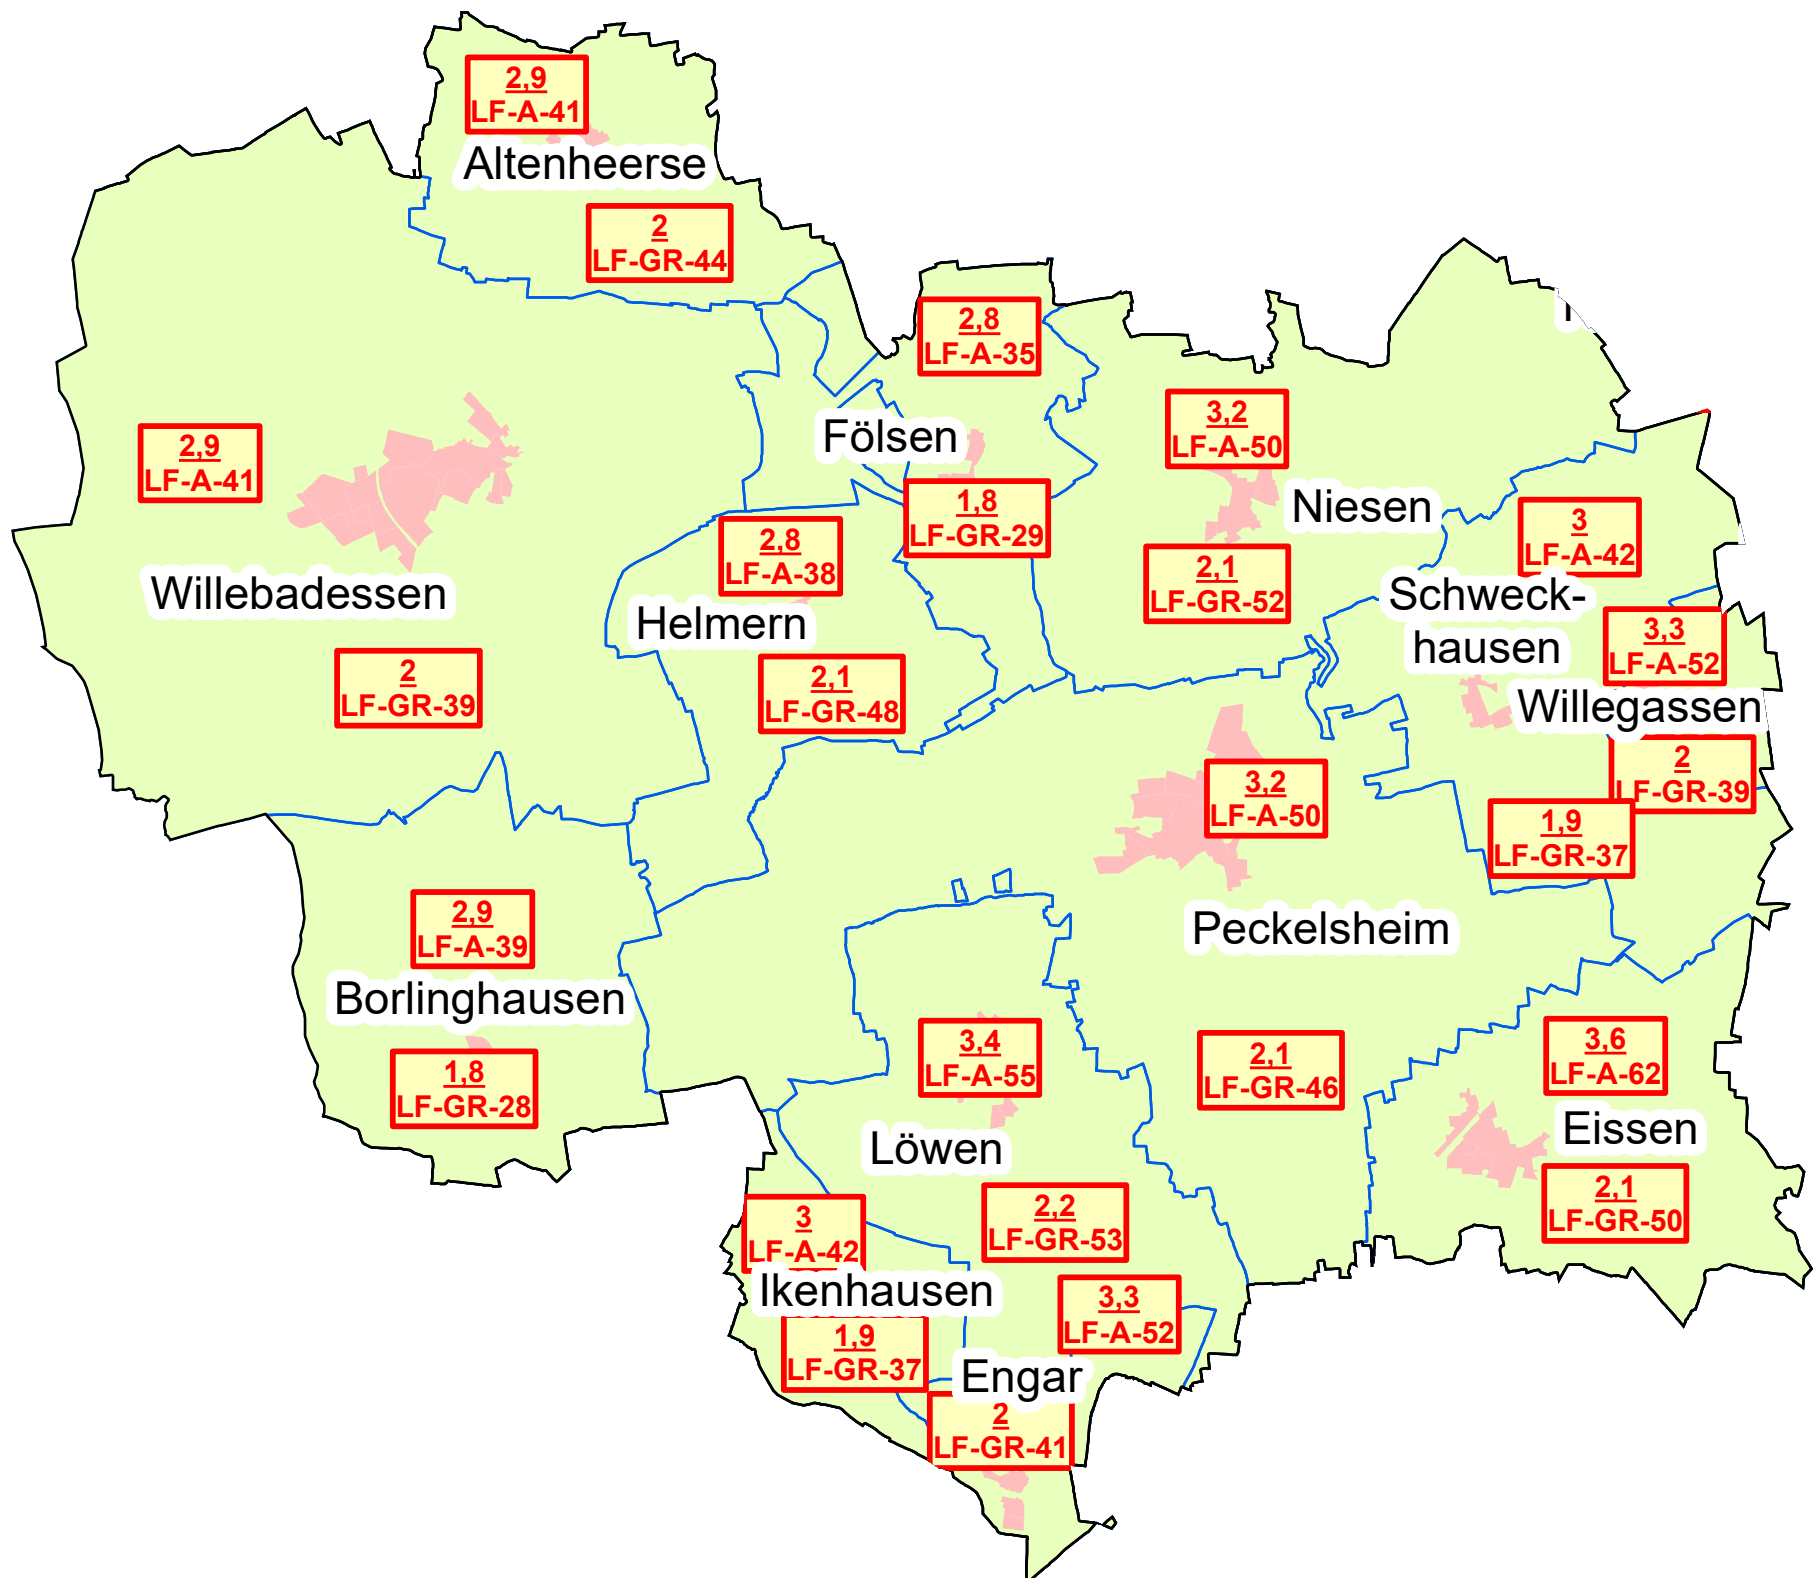 2,9
LF-A-41
Altenheerse
2
LF-GR-44
2,8
LF-A-35
Fölsen
1,8
LF-GR-29
3,2
LF-A-50
Niesen
2,1
LF-GR-52
2,9
LF-A-41
Willebadessen
2
LF-GR-39
2,8
LF-A-38
Helmern
2,1
LF-GR-48
3
LF-A-42
Schweck-
hausen
3,3
LF-A-52
Willegassen
2
LF-GR-39
1,9
LF-GR-37
3,2
LF-A-50
Peckelsheim
2,1
LF-GR-46
2,9
LF-A-39
Borlinghausen
1,8
LF-GR-28
3,4
LF-A-55
Löwen
2,2
LF-GR-53
3,6
LF-A-62
Eissen
2,1
LF-GR-50
3
LF-A-42
Ikenhausen
1,9
LF-GR-37
3,3
LF-A-52
Engar
2
LF-GR-41